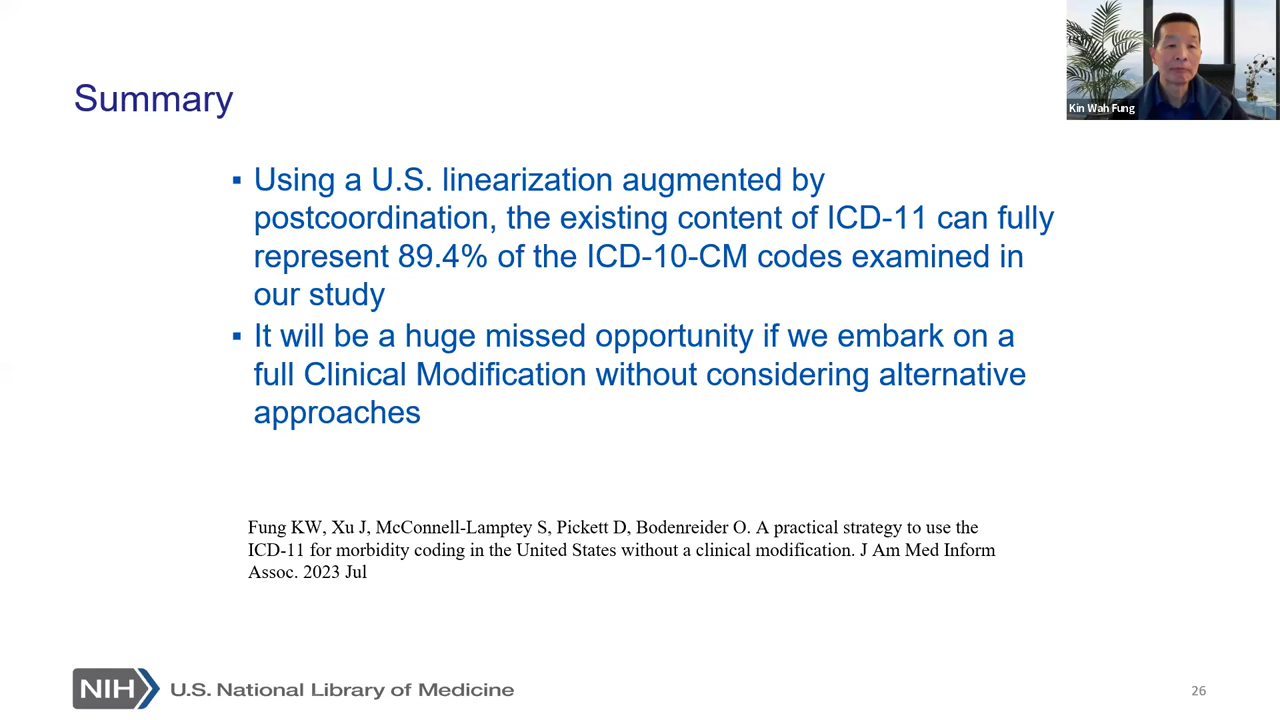 Kin Wah Fung
Summary
▪ Using a U.S. linearization augmented by
postcoordination, the existing content of ICD-11 can fully
represent 89.4% of the ICD-10-CM codes examined in
our study
▪ It will be a huge missed opportunity if we embark on a
full Clinical Modification without considering alternative
approaches
Fung KW, Xu J, McConnell-Lamptey S, Pickett D, Bodenreider O. A practical strategy to use the
ICD-11 for morbidity coding in the United States without a clinical modification. J Am Med Inform
Assoc. 2023 Jul
NIH U.S. National Library of Medicine
26